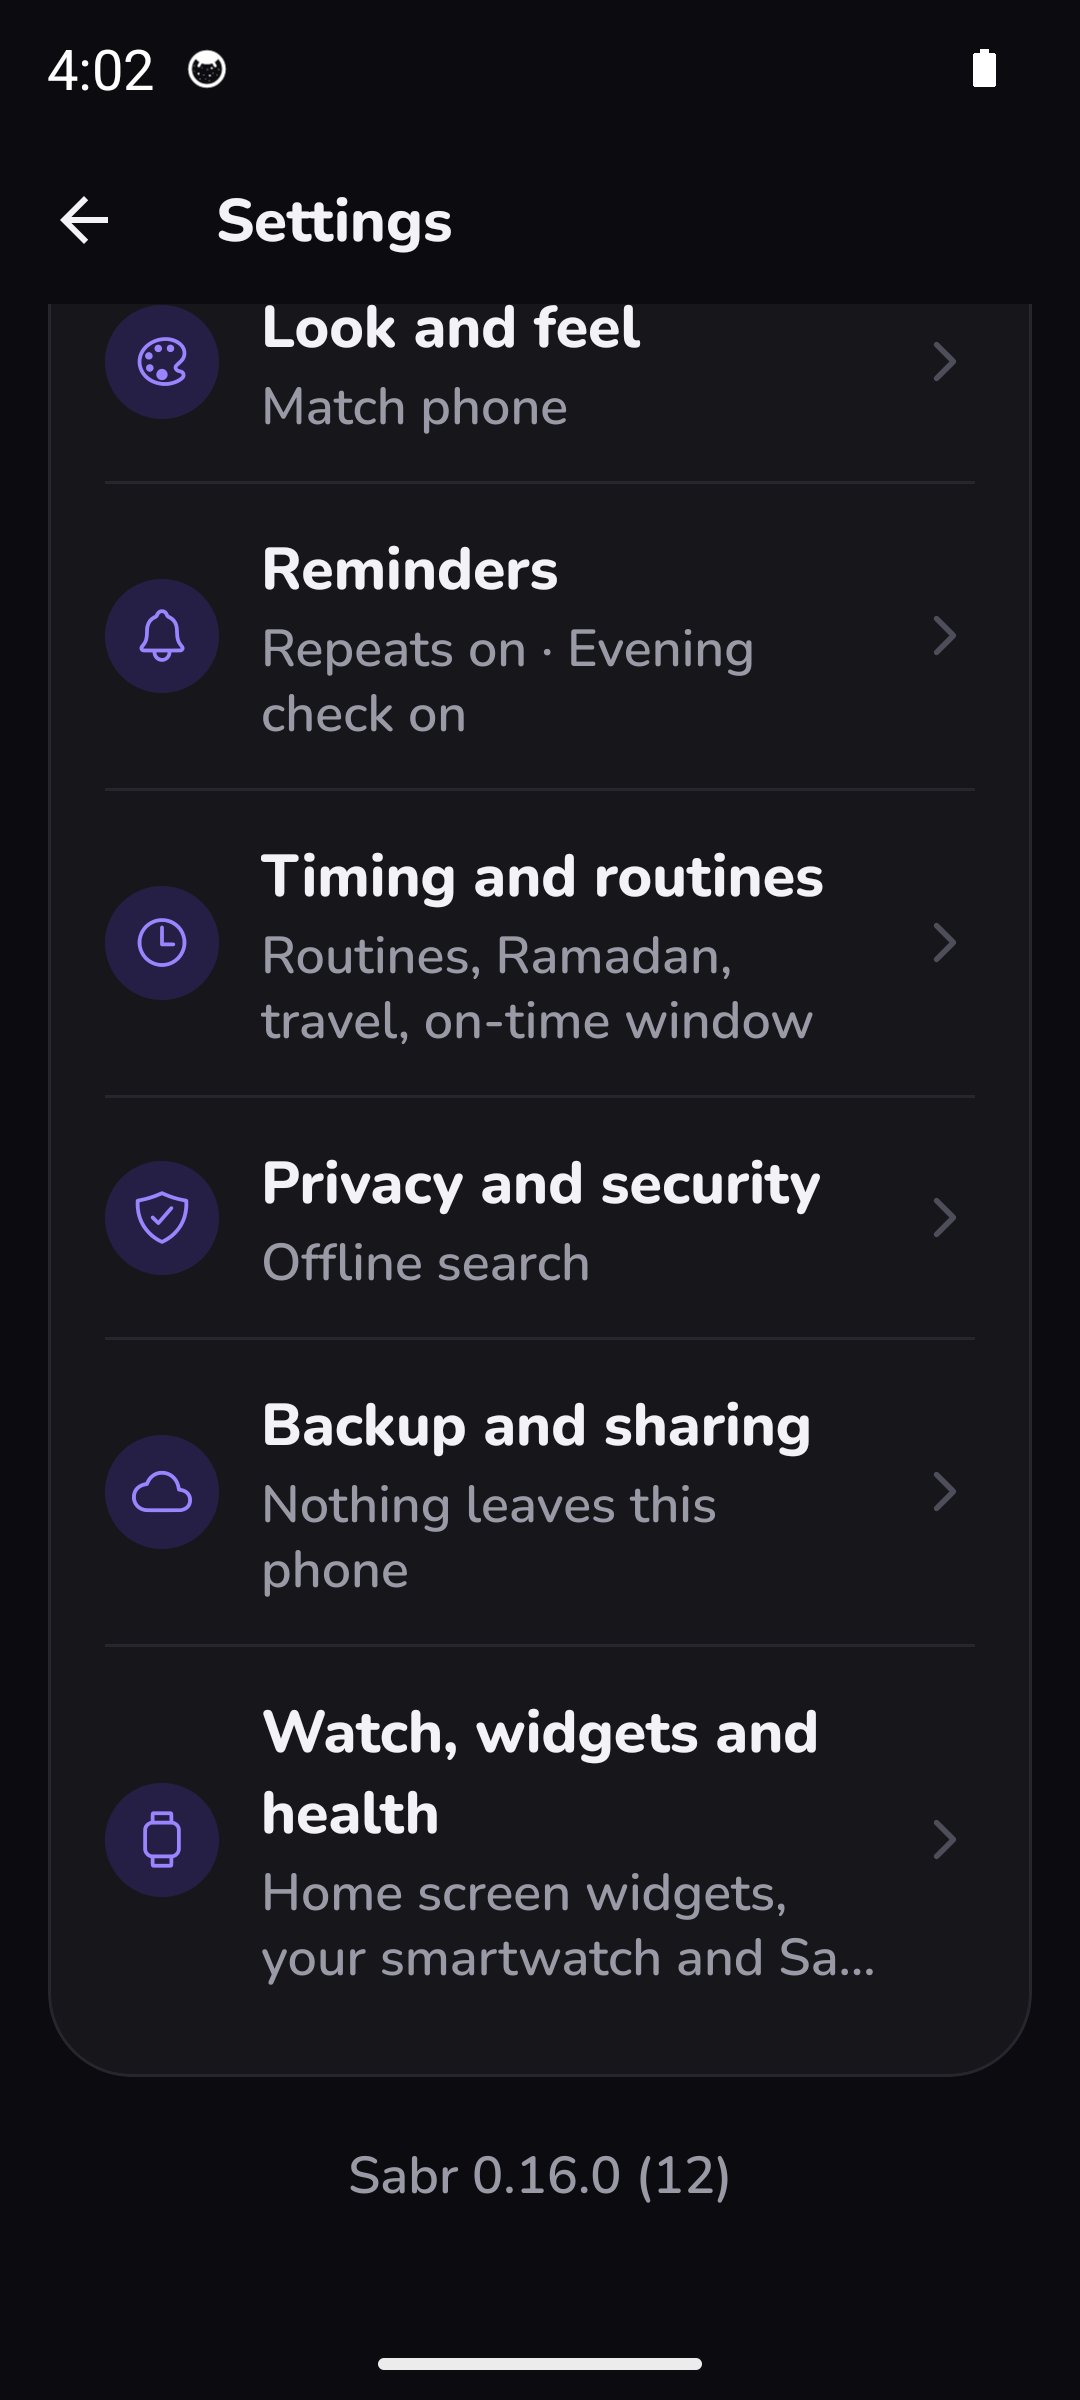 4:02
Settings
Look and feel
Match phone
Reminders
Repeats on · Evening
check on
Timing and routines
Routines, Ramadan,
travel, on-time window
Privacy and security
Offline search
Backup and sharing
Nothing leaves this
phone
Watch, widgets and
health
Home screen widgets,
your smartwatch and Sa...
Sabr 0.16.0 (12)